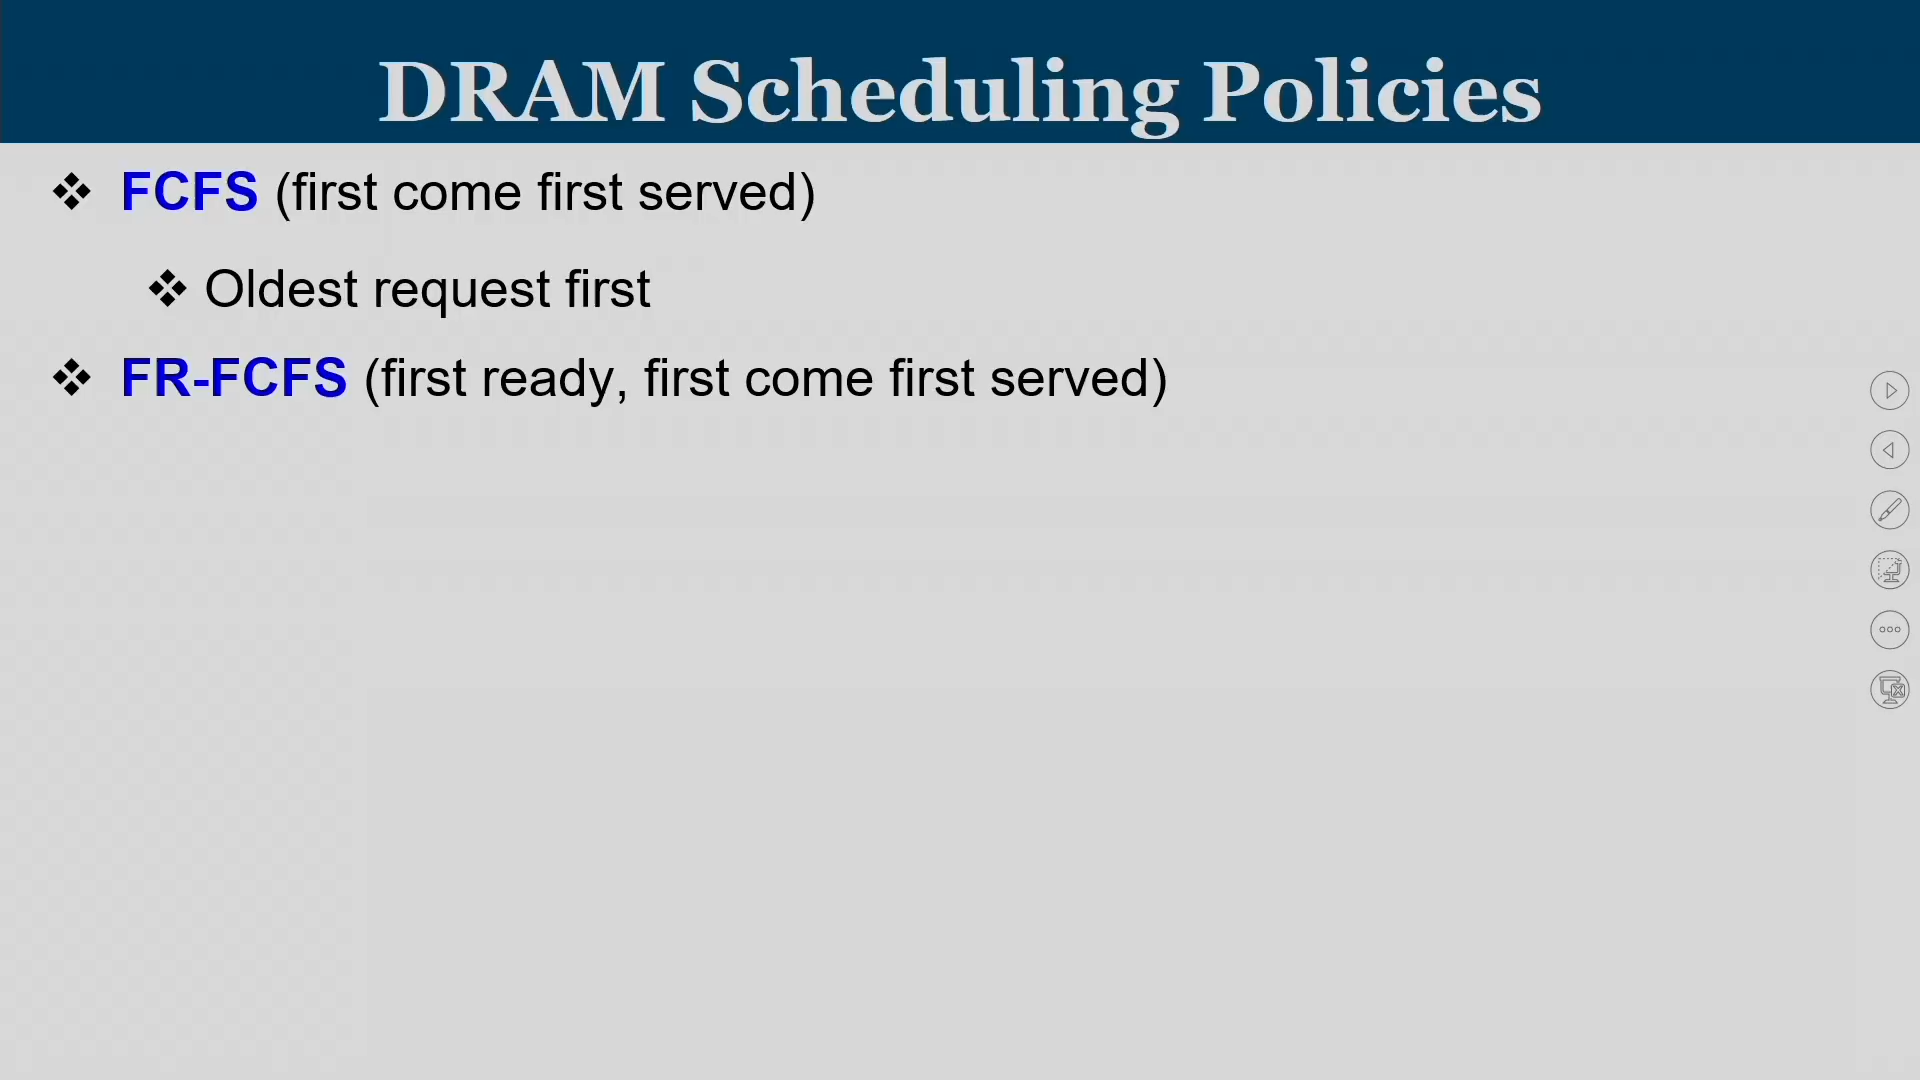 DRAM Scheduling Policies
❖ FCFS (first come first served)
❖ Oldest request first
❖ FR-FCFS (first ready, first come first served)